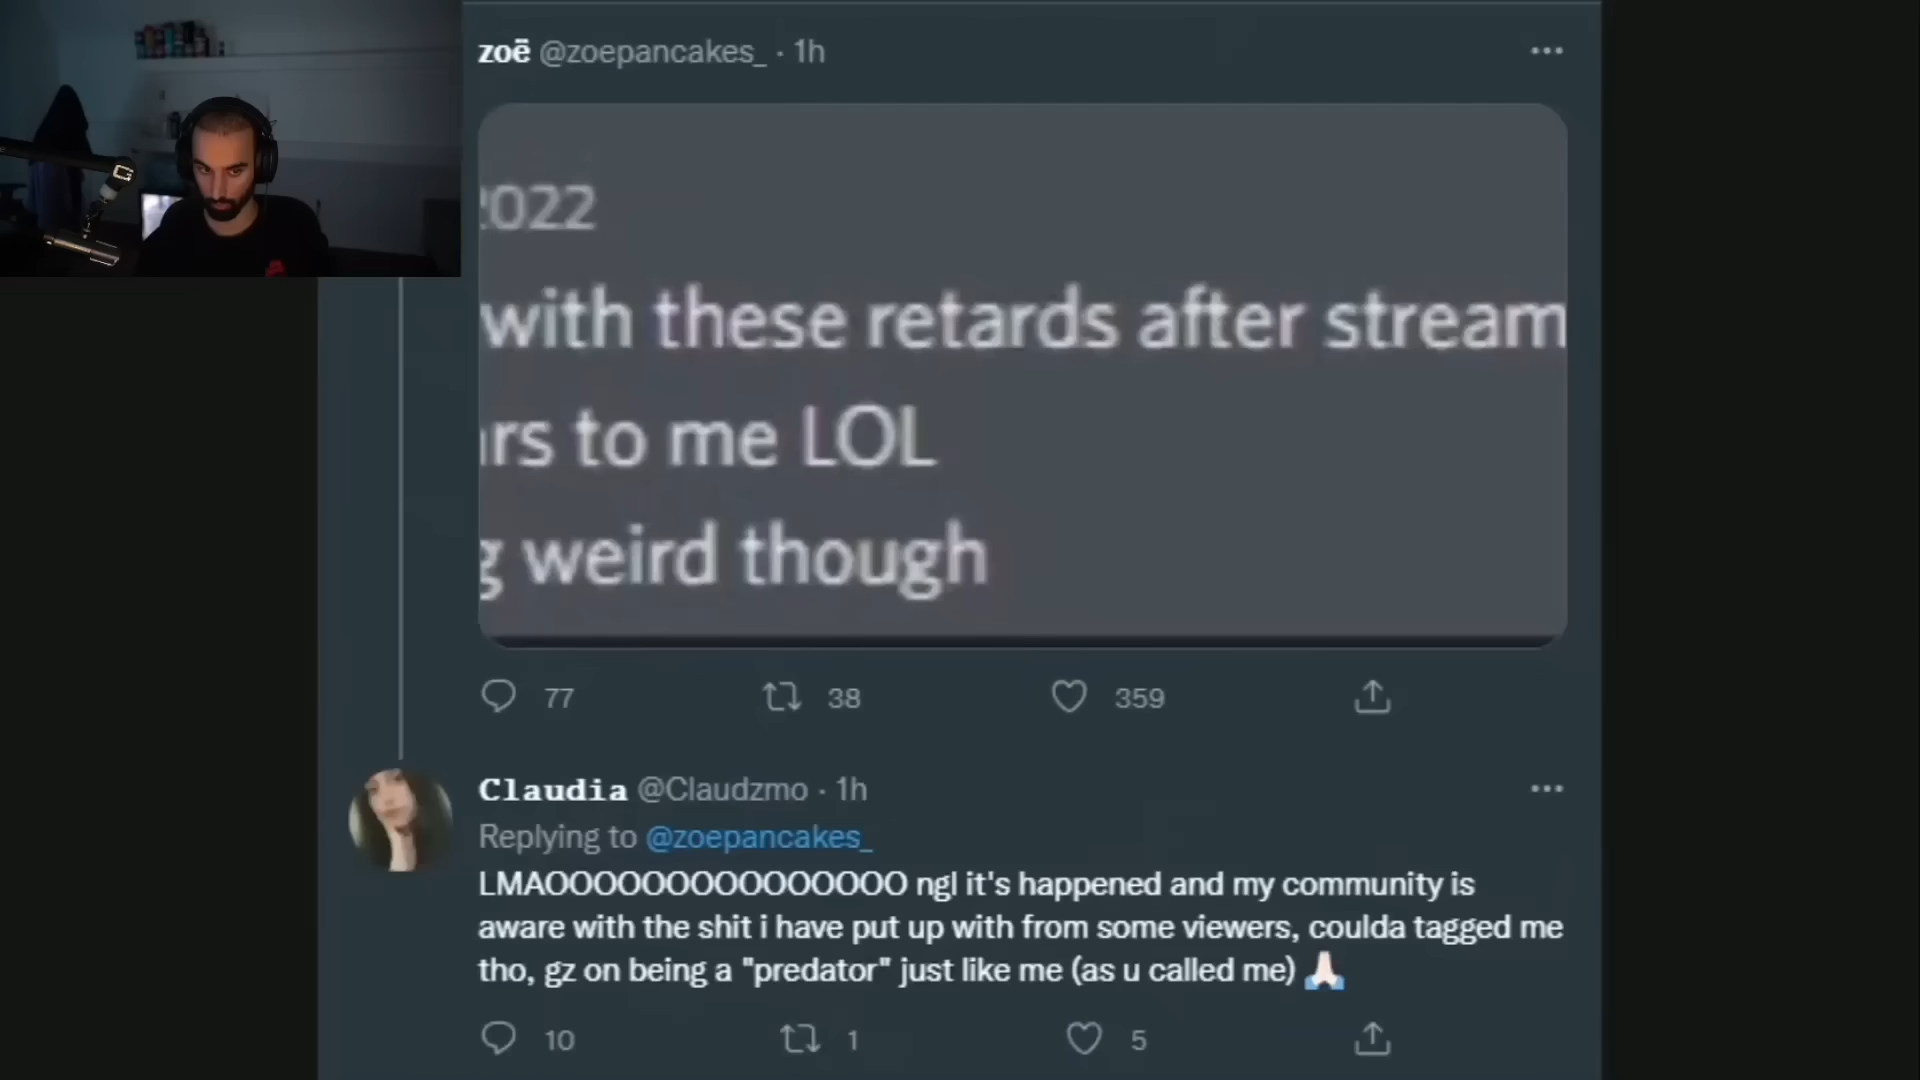 zoë @zoepancakes_ · 1h
2022
with these retards after stream
rs to me LOL
g weird though
77 38 359
Claudia @Claudzmo · 1h
Replying to @zoepancakes_
LMAOOOOOOOOOOOOOOO ngl it's happened and my community is
aware with the shit i have put up with from some viewers, coulda tagged me
tho, gz on being a "predator" just like me (as u called me) 🙏🏻
10 1 5